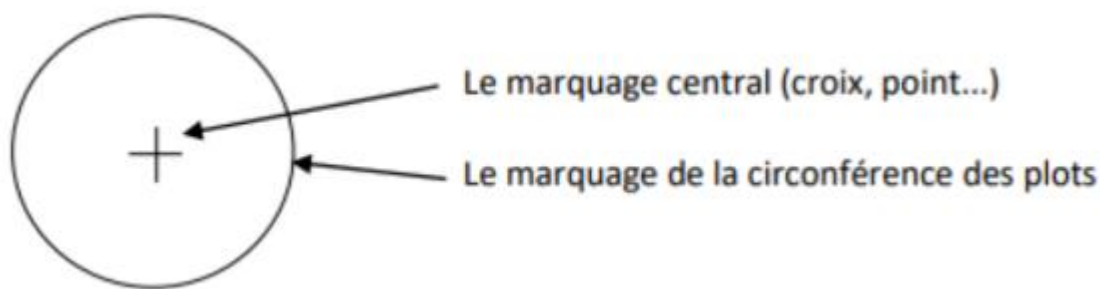 Le marquage central (croix, point...)
Le marquage de la circonférence des plots